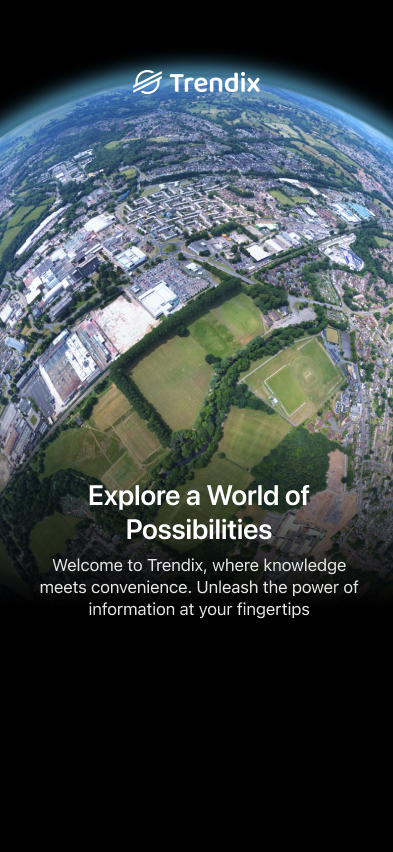 Trendix
Explore a World of
Possibilities
Welcome to Trendix, where knowledge
meets convenience. Unleash the power of
information at your fingertips